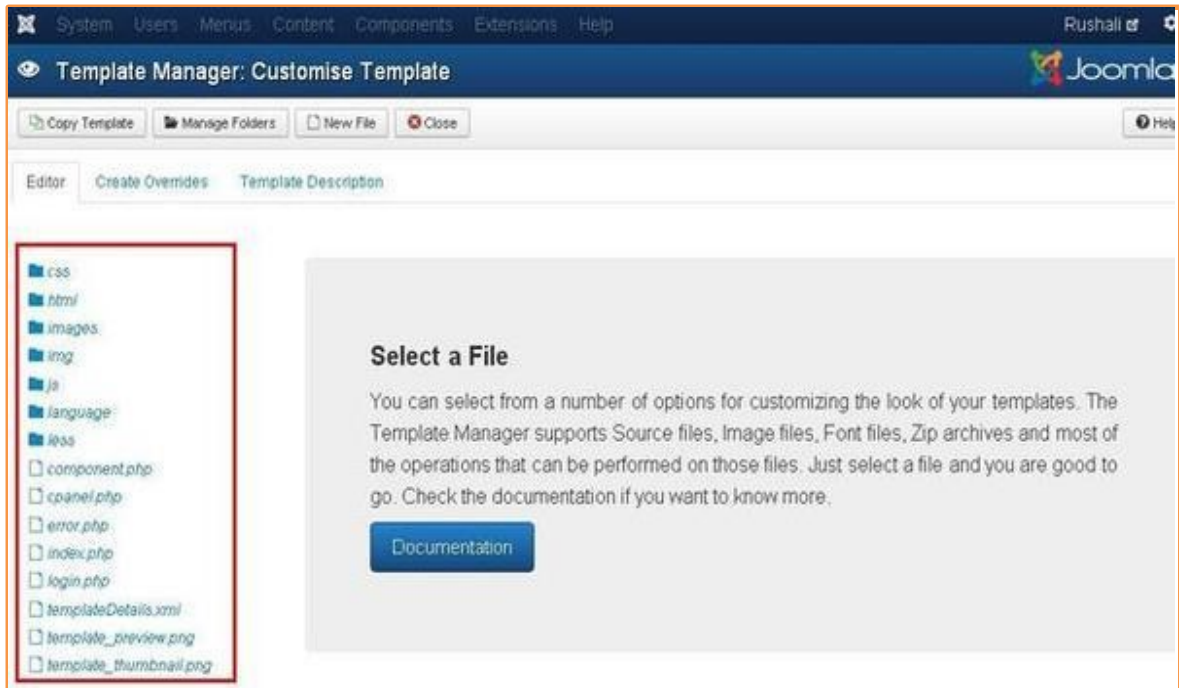 System Users Menus Content Components Extensions Help Rushali
Template Manager: Customise Template Joomla
Copy Template Manage Folders New File Close Help
Editor Create Overrides Template Description
css
html
images
img
js
language
less
component.php
cpanel.php
error.php
index.php
login.php
templateDetails.xml
template_preview.png
template_thumbnail.png
Select a File
You can select from a number of options for customizing the look of your templates. The
Template Manager supports Source files, Image files, Font files, Zip archives and most of
the operations that can be performed on those files. Just select a file and you are good to
go. Check the documentation if you want to know more.
Documentation